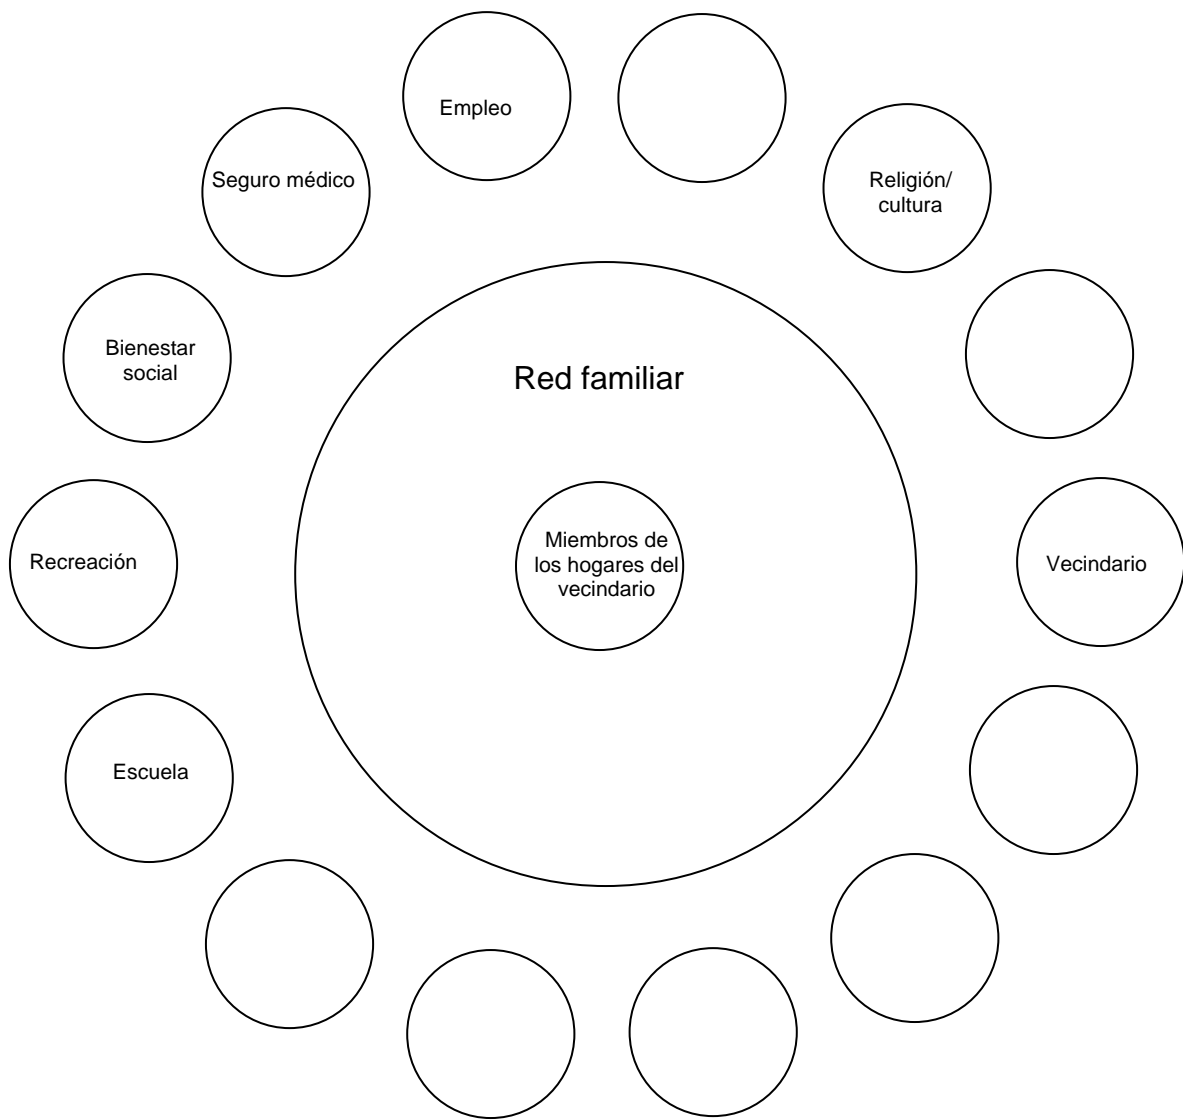 Empleo
Seguro médico
Religión/
cultura
Bienestar
social
Red familiar
Miembros de
los hogares del
vecindario
Recreación
Vecindario
Escuela